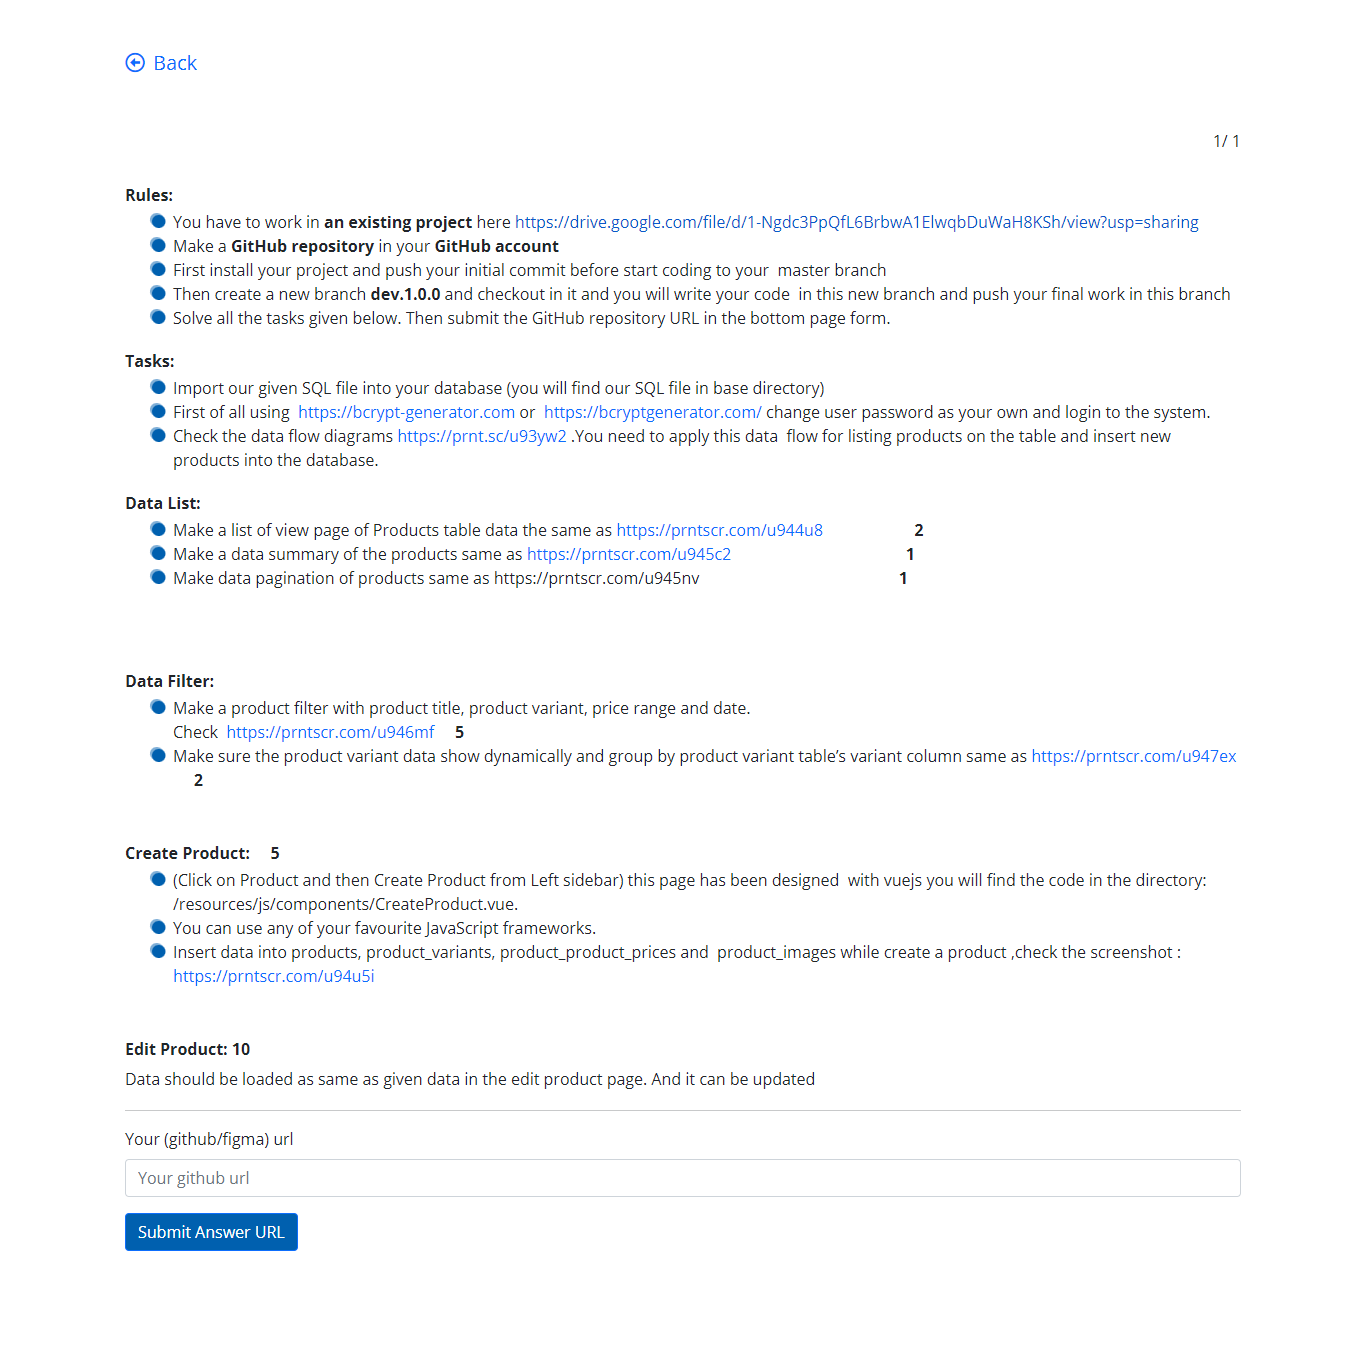 Back
1/ 1
Rules:
You have to work in an existing project here https://drive.google.com/file/d/1-Ngdc3PpQfL6BrbwA1ElwqbDuWaH8KSh/view?usp=sharing
Make a GitHub repository in your GitHub account
First install your project and push your initial commit before start coding to your  master branch
Then create a new branch dev.1.0.0 and checkout in it and you will write your code  in this new branch and push your final work in this branch
Solve all the tasks given below. Then submit the GitHub repository URL in the bottom page form.
Tasks:
Import our given SQL file into your database (you will find our SQL file in base directory)
First of all using  https://bcrypt-generator.com or  https://bcryptgenerator.com/ change user password as your own and login to the system.
Check the data flow diagrams https://prnt.sc/u93yw2 .You need to apply this data  flow for listing products on the table and insert new
products into the database.
Data List:
Make a list of view page of Products table data the same as https://prntscr.com/u944u8 2
Make a data summary of the products same as https://prntscr.com/u945c2 1
Make data pagination of products same as https://prntscr.com/u945nv 1
Data Filter:
Make a product filter with product title, product variant, price range and date.
Check  https://prntscr.com/u946mf 5
Make sure the product variant data show dynamically and group by product variant table’s variant column same as https://prntscr.com/u947ex
2
Create Product: 5
(Click on Product and then Create Product from Left sidebar) this page has been designed  with vuejs you will find the code in the directory:
/resources/js/components/CreateProduct.vue.
You can use any of your favourite JavaScript frameworks.
Insert data into products, product_variants, product_product_prices and  product_images while create a product ,check the screenshot :
https://prntscr.com/u94u5i
Edit Product: 10
Data should be loaded as same as given data in the edit product page. And it can be updated
Your (github/figma) url
Your github url
Submit Answer URL